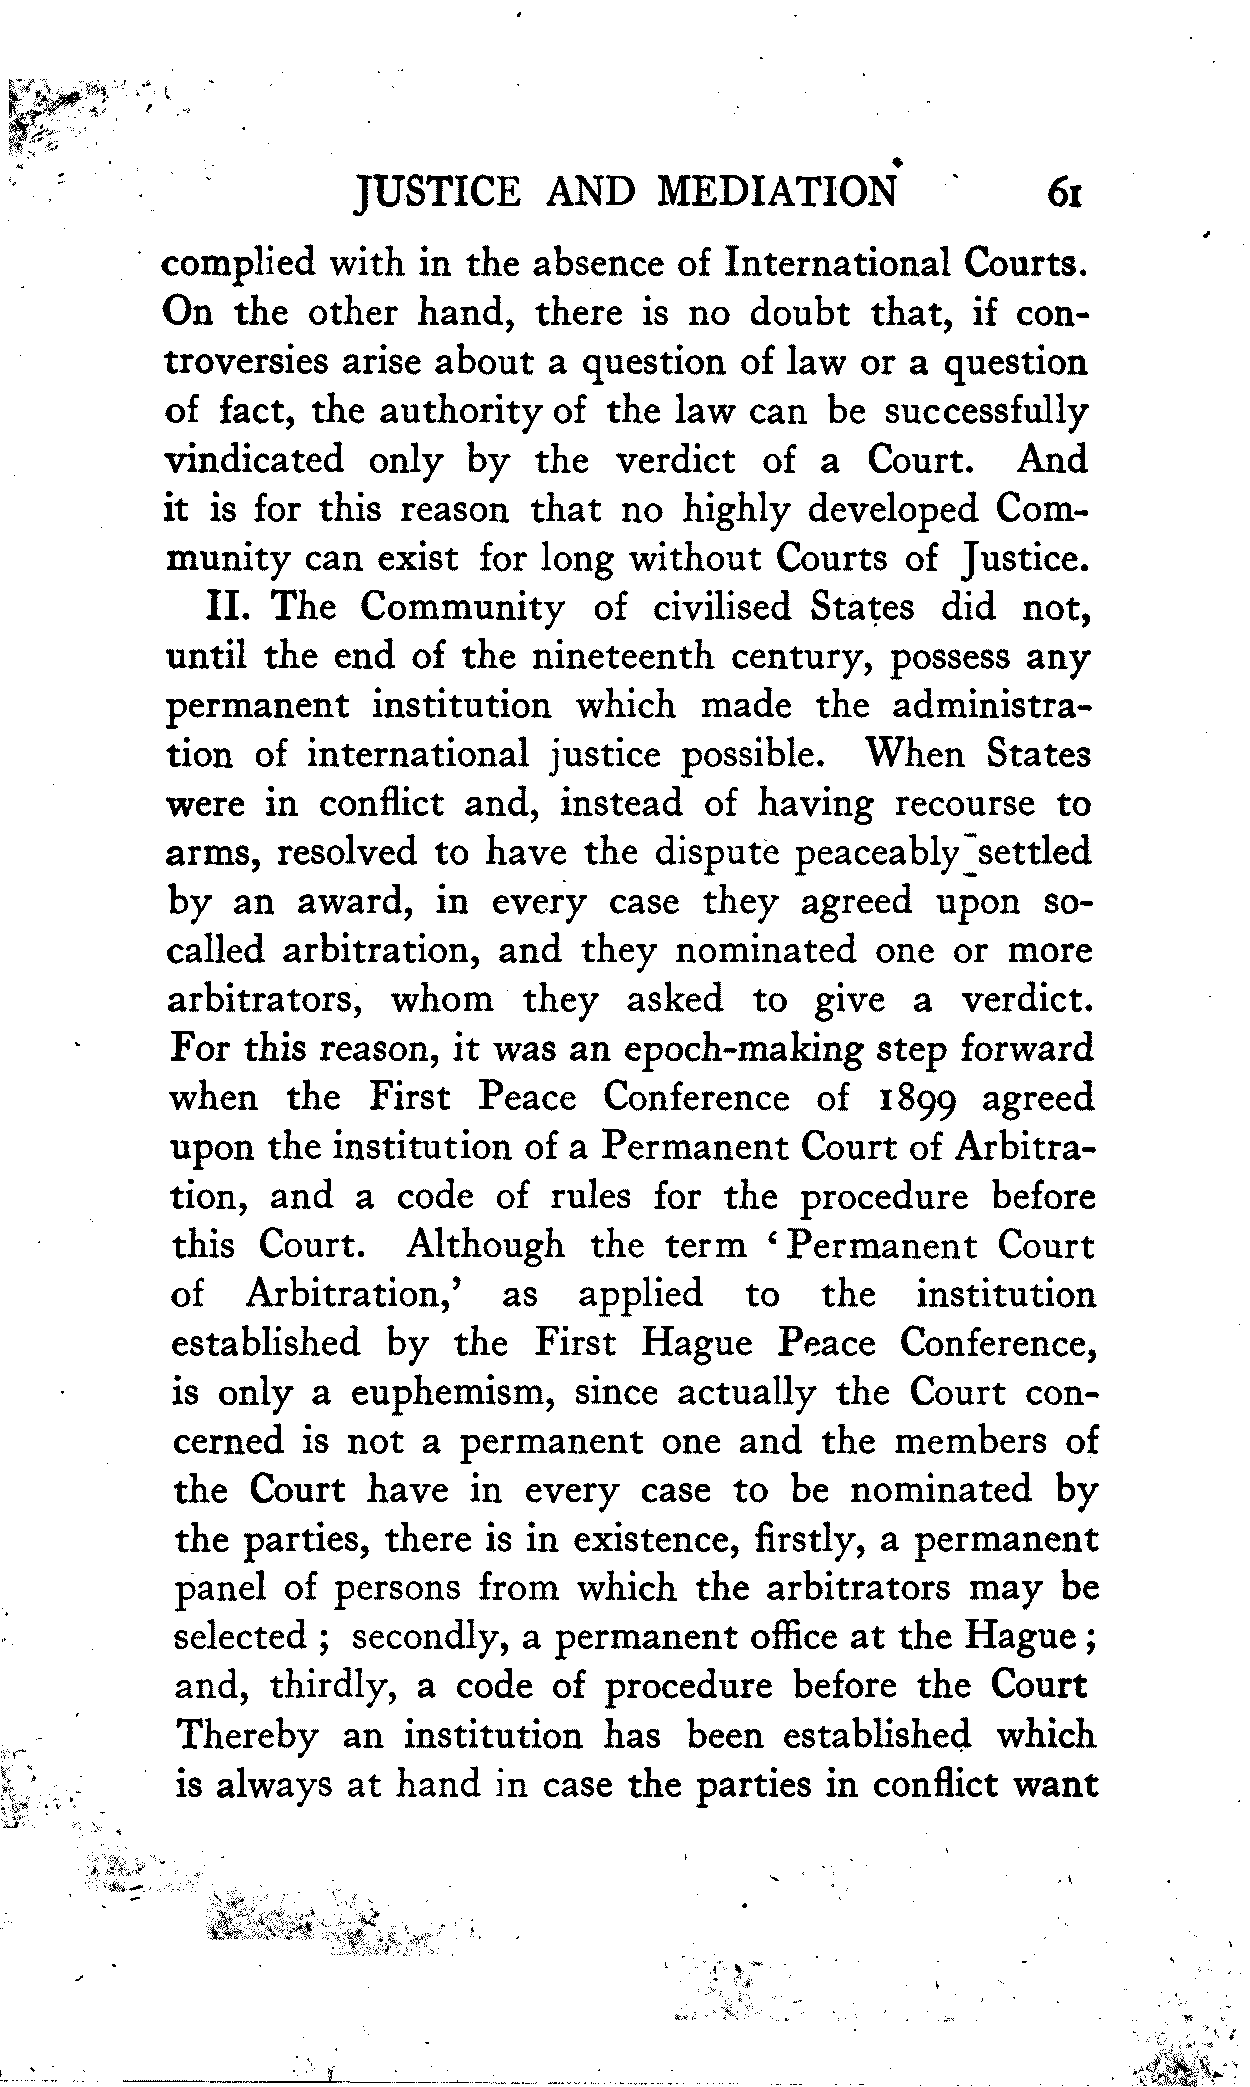 JUSTICE AND MEDIATION 61
complied with in the absence of International Courts.
On the other hand, there is no doubt that, if con-
troversies arise about a question of law or a question
of fact, the authority of the law can be successfully
vindicated only by the verdict of a Court. And
it is for this reason that no highly developed Com-
munity can exist for long without Courts of Justice.
II. The Community of civilised States did not,
until the end of the nineteenth century, possess any
permanent institution which made the administra-
tion of international justice possible. When States
were in conflict and, instead of having recourse to
arms, resolved to have the dispute peaceably settled
by an award, in every case they agreed upon so-
called arbitration, and they nominated one or more
arbitrators, whom they asked to give a verdict.
For this reason, it was an epoch-making step forward
when the First Peace Conference of 1899 agreed
upon the institution of a Permanent Court of Arbitra-
tion, and a code of rules for the procedure before
this Court. Although the term ‘Permanent Court
of Arbitration,’ as applied to the institution
established by the First Hague Peace Conference,
is only a euphemism, since actually the Court con-
cerned is not a permanent one and the members of
the Court have in every case to be nominated by
the parties, there is in existence, firstly, a permanent
panel of persons from which the arbitrators may be
selected ; secondly, a permanent office at the Hague ;
and, thirdly, a code of procedure before the Court
Thereby an institution has been established which
is always at hand in case the parties in conflict want